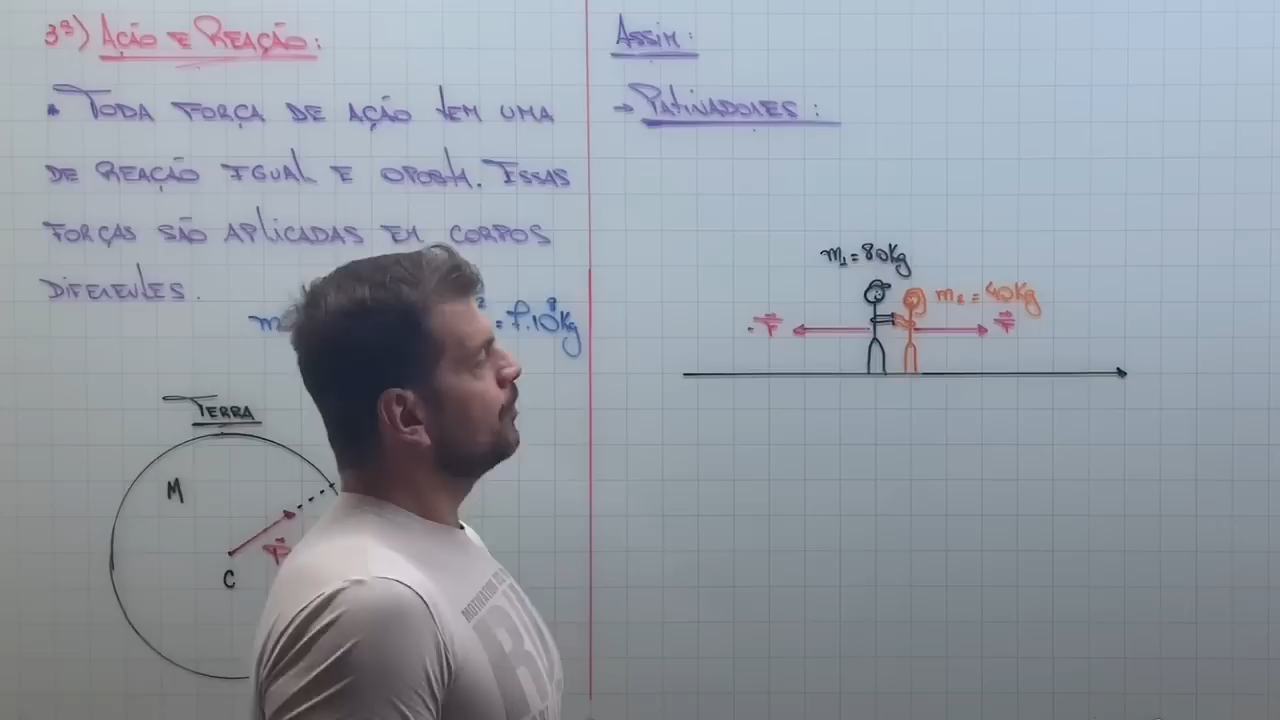 3ª) AÇÃO E REAÇÃO:
• TODA FORÇA DE AÇÃO TEM UMA
DE REAÇÃO IGUAL E OPOSTA. ESSAS
FORÇAS SÃO APLICADAS EM CORPOS
DIFERENTES.
TERRA
M
F
C
ASSIM:
→ PATINADORES:
m₁ = 80kg
m₂ = 40kg
F
F
MOTIVATION